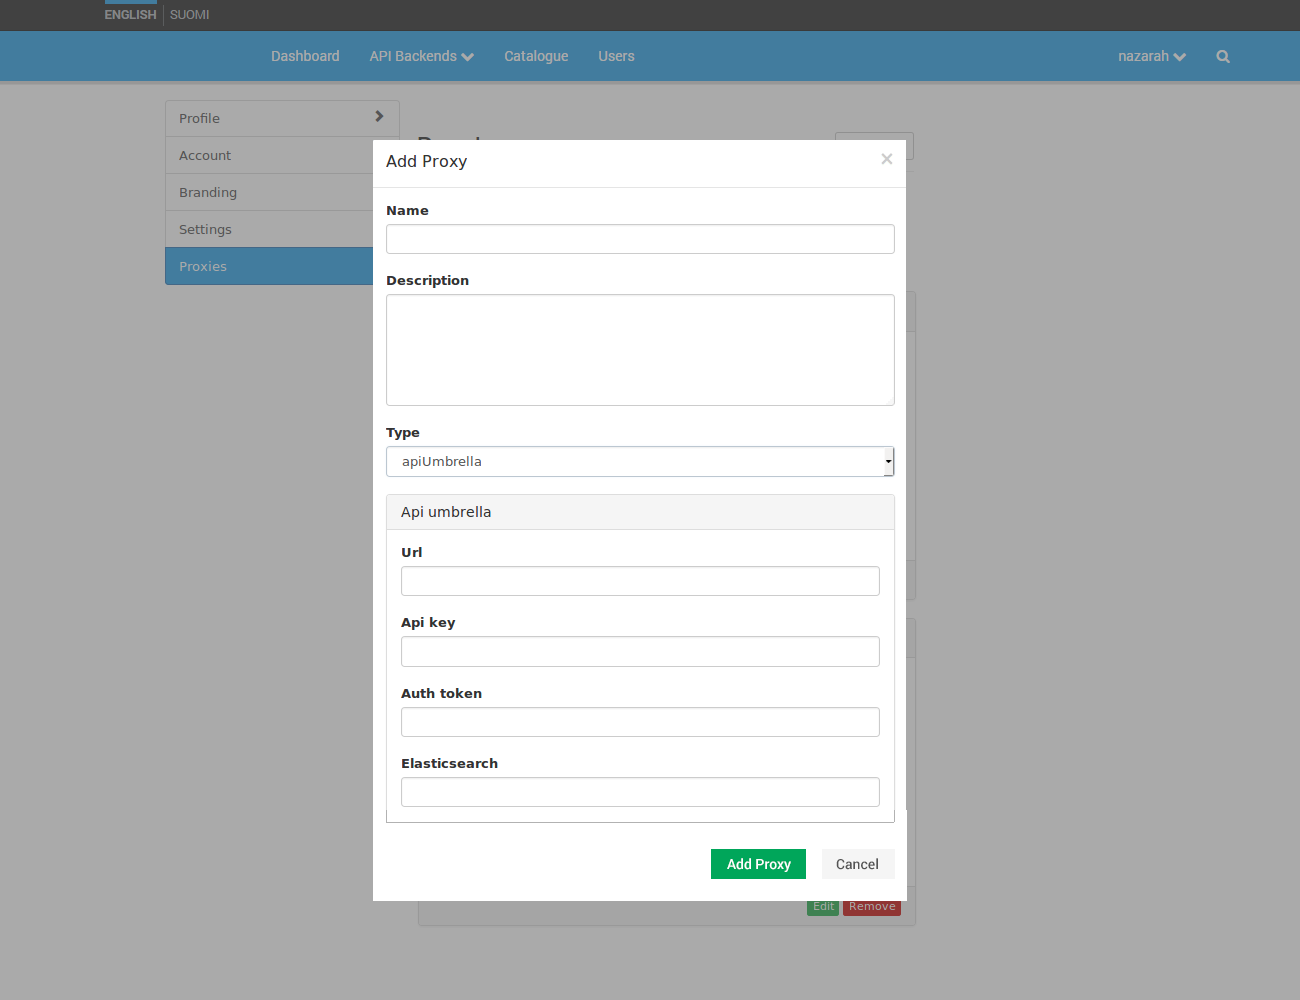 ENGLISH SUOMI
Dashboard API Backends Catalogue Users nazarah
Profile
Account
Branding
Settings
Proxies
Add Proxy ×
Name
Description
Type
apiUmbrella
Api umbrella
Url
Api key
Auth token
Elasticsearch
Add Proxy Cancel
Edit Remove